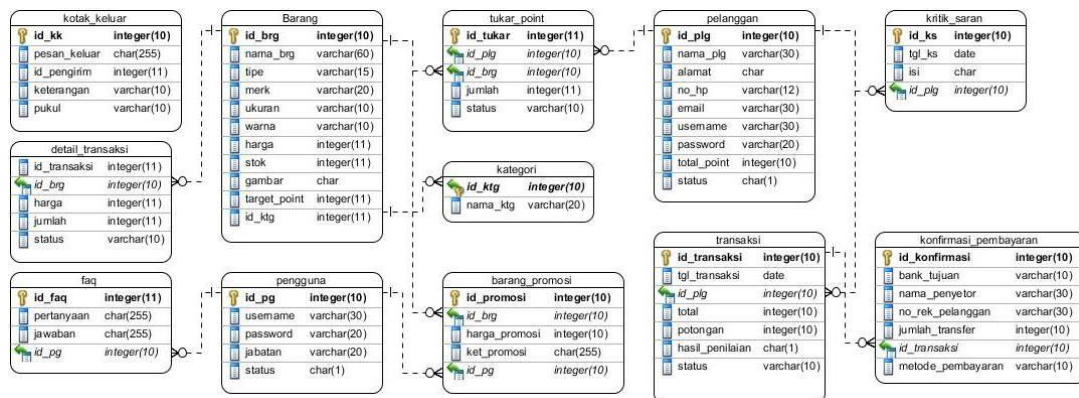 kotak_keluar
id_kk integer(10)
pesan_keluar char(255)
id_pengirim integer(11)
keterangan varchar(10)
pukul varchar(10)
Barang
id_brg integer(10)
nama_brg varchar(60)
tipe varchar(15)
merk varchar(20)
ukuran varchar(10)
warna varchar(10)
harga integer(11)
stok integer(11)
gambar char
target_point integer(11)
id_ktg integer(11)
tukar_point
id_tukar integer(11)
id_plg integer(10)
id_brg integer(10)
jumlah integer(11)
status varchar(10)
pelanggan
id_plg integer(10)
nama_plg varchar(30)
alamat char
no_hp varchar(12)
email varchar(30)
username varchar(30)
password varchar(20)
total_point integer(10)
status char(1)
kritik_saran
id_ks integer(10)
tgl_ks date
isi char
id_plg integer(10)
detail_transaksi
id_transaksi integer(11)
id_brg integer(10)
harga integer(11)
jumlah integer(11)
status varchar(10)
kategori
id_ktg integer(10)
nama_ktg varchar(20)
faq
id_faq integer(11)
pertanyaan char(255)
jawaban char(255)
id_pg integer(10)
pengguna
id_pg integer(10)
username varchar(30)
password varchar(20)
jabatan varchar(20)
status char(1)
barang_promosi
id_promosi integer(10)
id_brg integer(10)
harga_promosi integer(10)
ket_promosi char(255)
id_pg integer(10)
transaksi
id_transaksi integer(10)
tgl_transaksi date
id_plg integer(10)
total integer(10)
potongan integer(10)
hasil_penilaian char(1)
status varchar(10)
konfirmasi_pembayaran
id_konfirmasi integer(10)
bank_tujuan varchar(10)
nama_penyetor varchar(30)
no_rek_pelanggan varchar(30)
jumlah_transfer integer(10)
id_transaksi integer(10)
metode_pembayaran varchar(10)